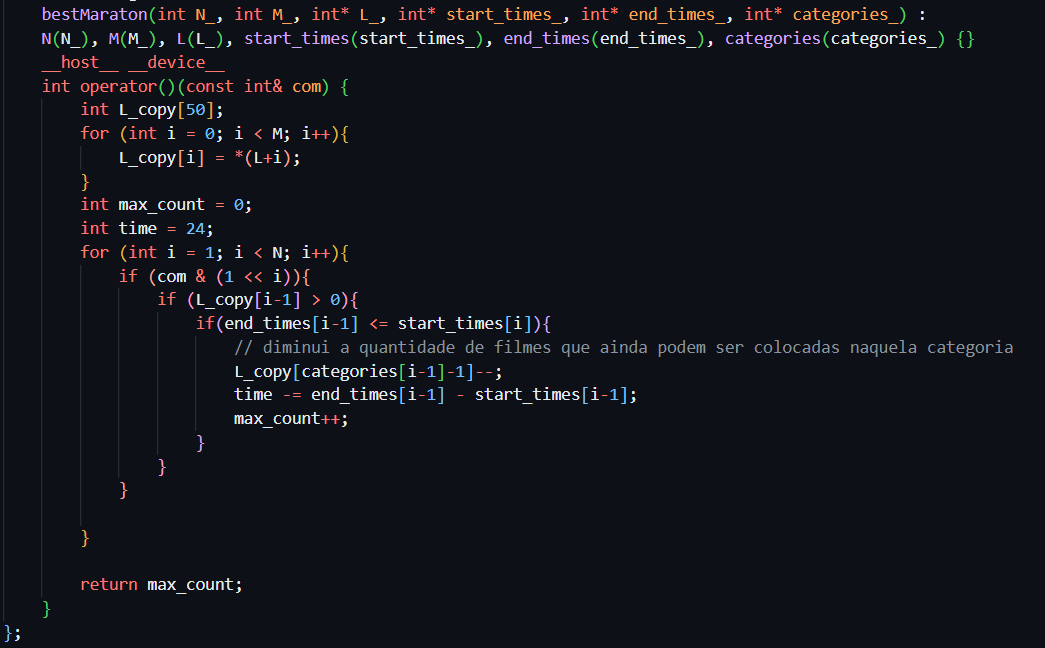 bestMaraton(int N_, int M_, int* L_, int* start_times_, int* end_times_, int* categories_) :
N(N_), M(M_), L(L_), start_times(start_times_), end_times(end_times_), categories(categories_) {}
__host__ __device__
int operator()(const int& com) {
int L_copy[50];
for (int i = 0; i < M; i++){
L_copy[i] = *(L+i);
}
int max_count = 0;
int time = 24;
for (int i = 1; i < N; i++){
if (com & (1 << i)){
if (L_copy[i-1] > 0){
if(end_times[i-1] <= start_times[i]){
// diminui a quantidade de filmes que ainda podem ser colocadas naquela categoria
L_copy[categories[i-1]-1]--;
time -= end_times[i-1] - start_times[i-1];
max_count++;
}
}
}
}
return max_count;
}
};